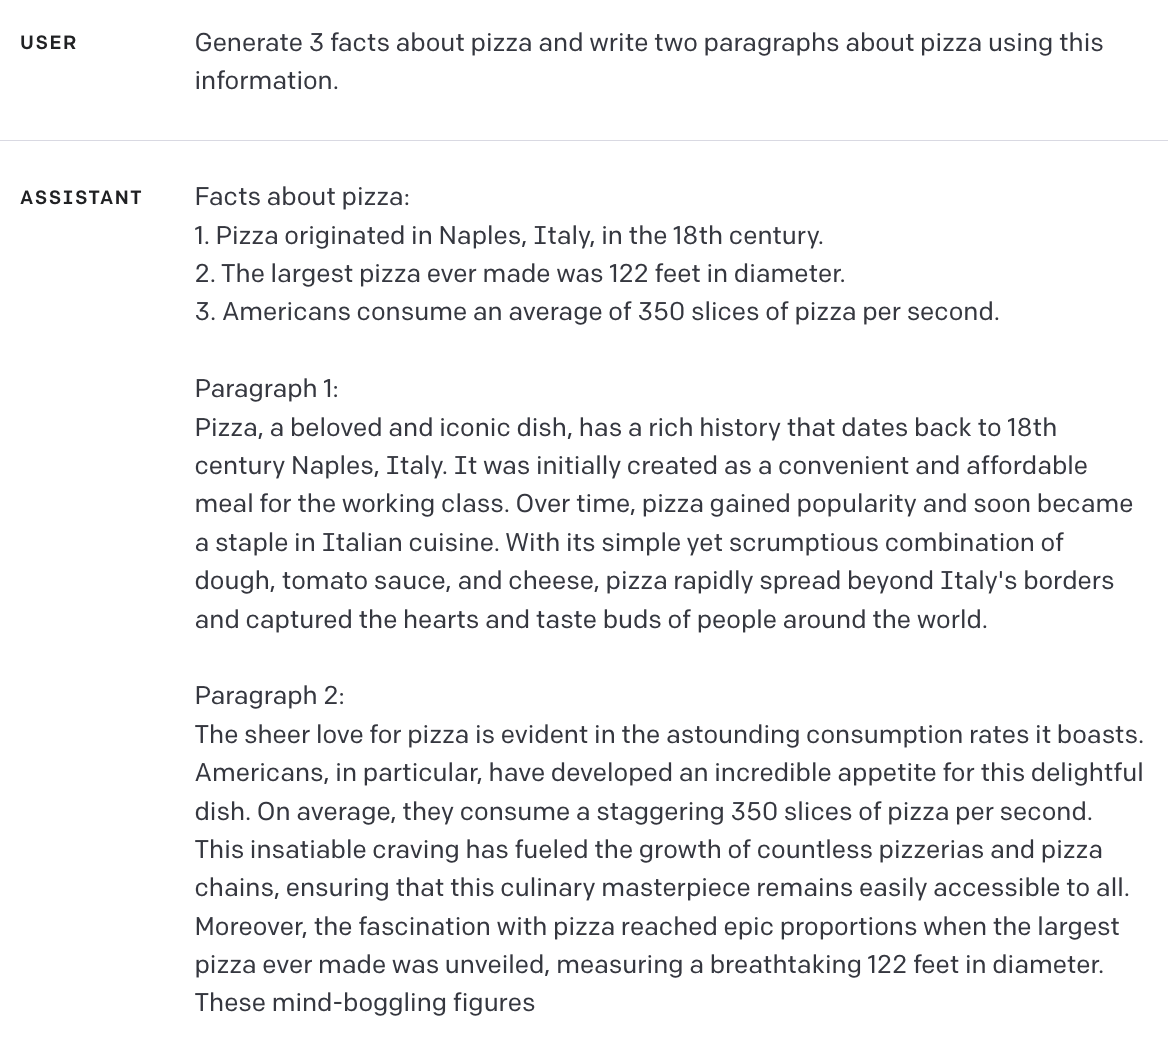 USER
Generate 3 facts about pizza and write two paragraphs about pizza using this
information.
ASSISTANT
Facts about pizza:
1. Pizza originated in Naples, Italy, in the 18th century.
2. The largest pizza ever made was 122 feet in diameter.
3. Americans consume an average of 350 slices of pizza per second.
Paragraph 1:
Pizza, a beloved and iconic dish, has a rich history that dates back to 18th
century Naples, Italy. It was initially created as a convenient and affordable
meal for the working class. Over time, pizza gained popularity and soon became
a staple in Italian cuisine. With its simple yet scrumptious combination of
dough, tomato sauce, and cheese, pizza rapidly spread beyond Italy's borders
and captured the hearts and taste buds of people around the world.
Paragraph 2:
The sheer love for pizza is evident in the astounding consumption rates it boasts.
Americans, in particular, have developed an incredible appetite for this delightful
dish. On average, they consume a staggering 350 slices of pizza per second.
This insatiable craving has fueled the growth of countless pizzerias and pizza
chains, ensuring that this culinary masterpiece remains easily accessible to all.
Moreover, the fascination with pizza reached epic proportions when the largest
pizza ever made was unveiled, measuring a breathtaking 122 feet in diameter.
These mind-boggling figures